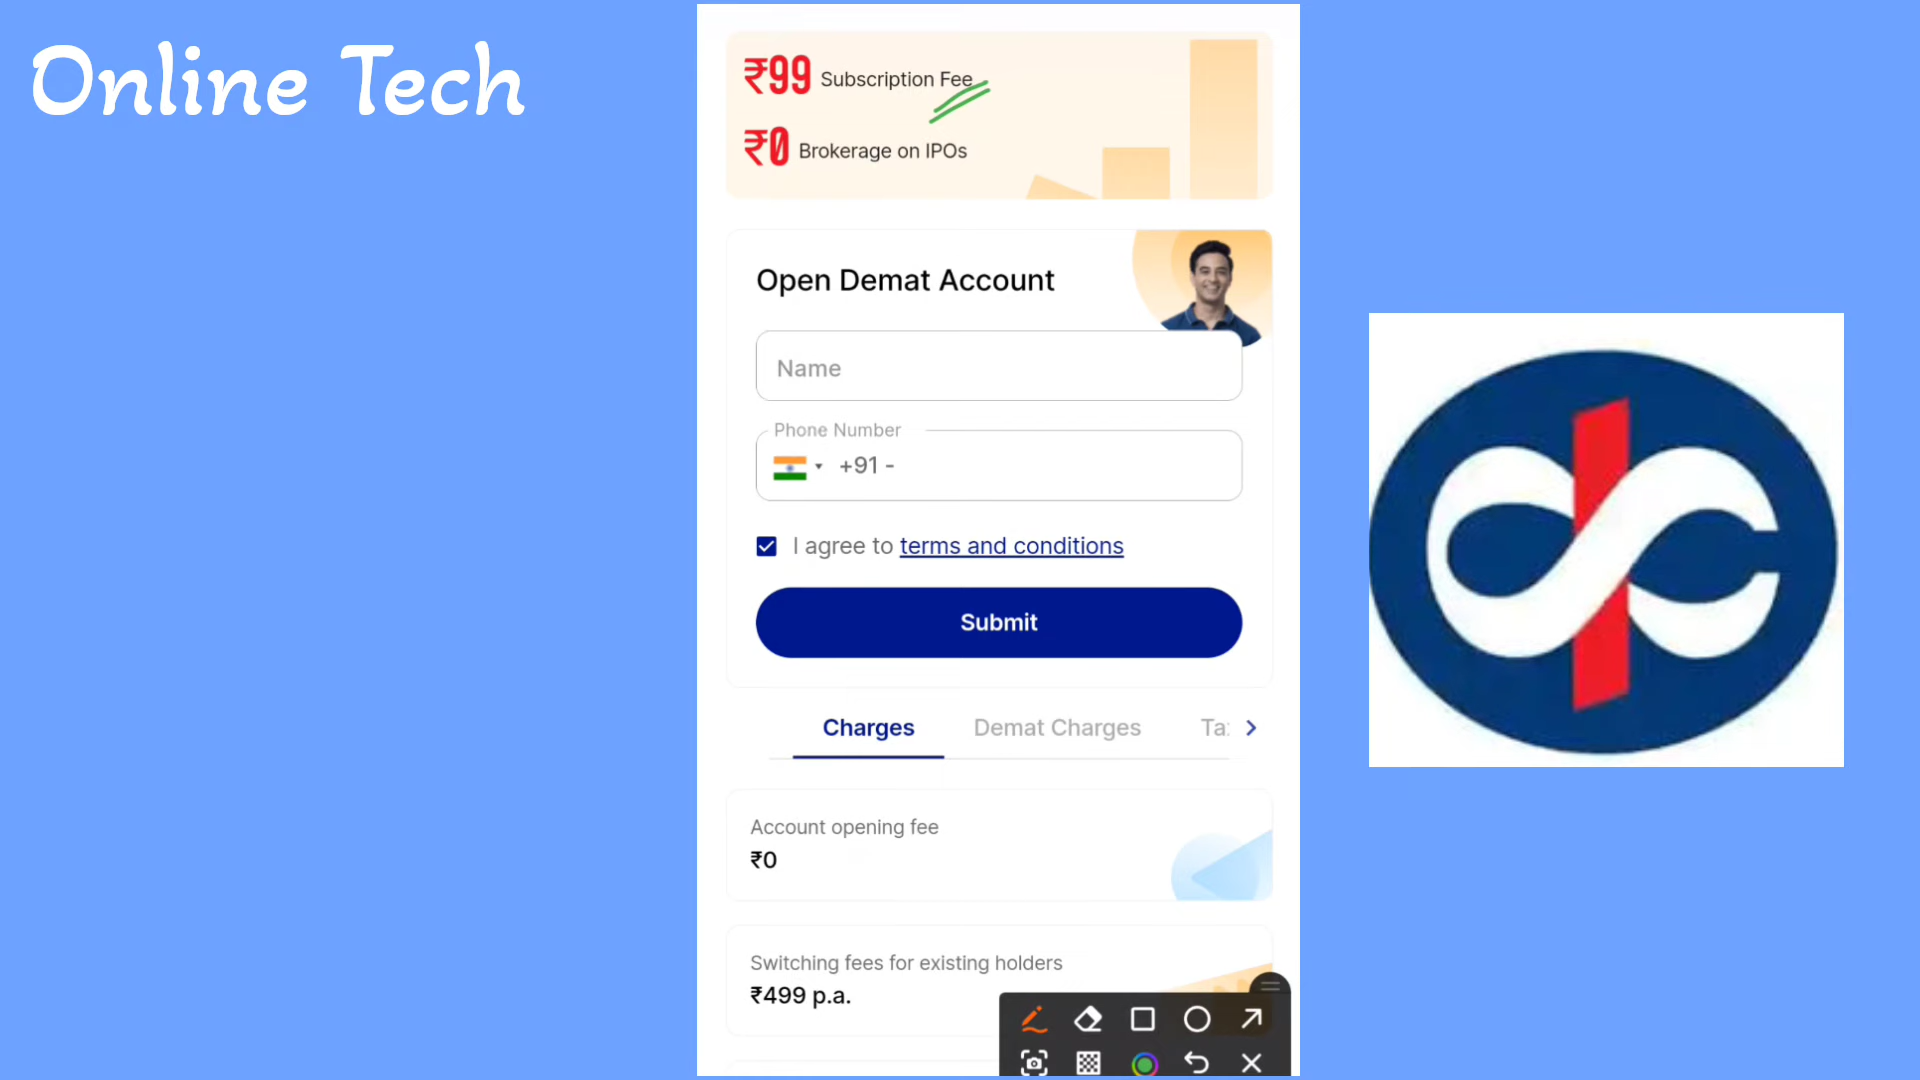 Online Tech
₹99 Subscription Fee
₹0 Brokerage on IPOs
Open Demat Account
Name
Phone Number
+91 -
I agree to terms and conditions
Submit
Charges Demat Charges
Account opening fee
₹0
Switching fees for existing holders
₹499 p.a.